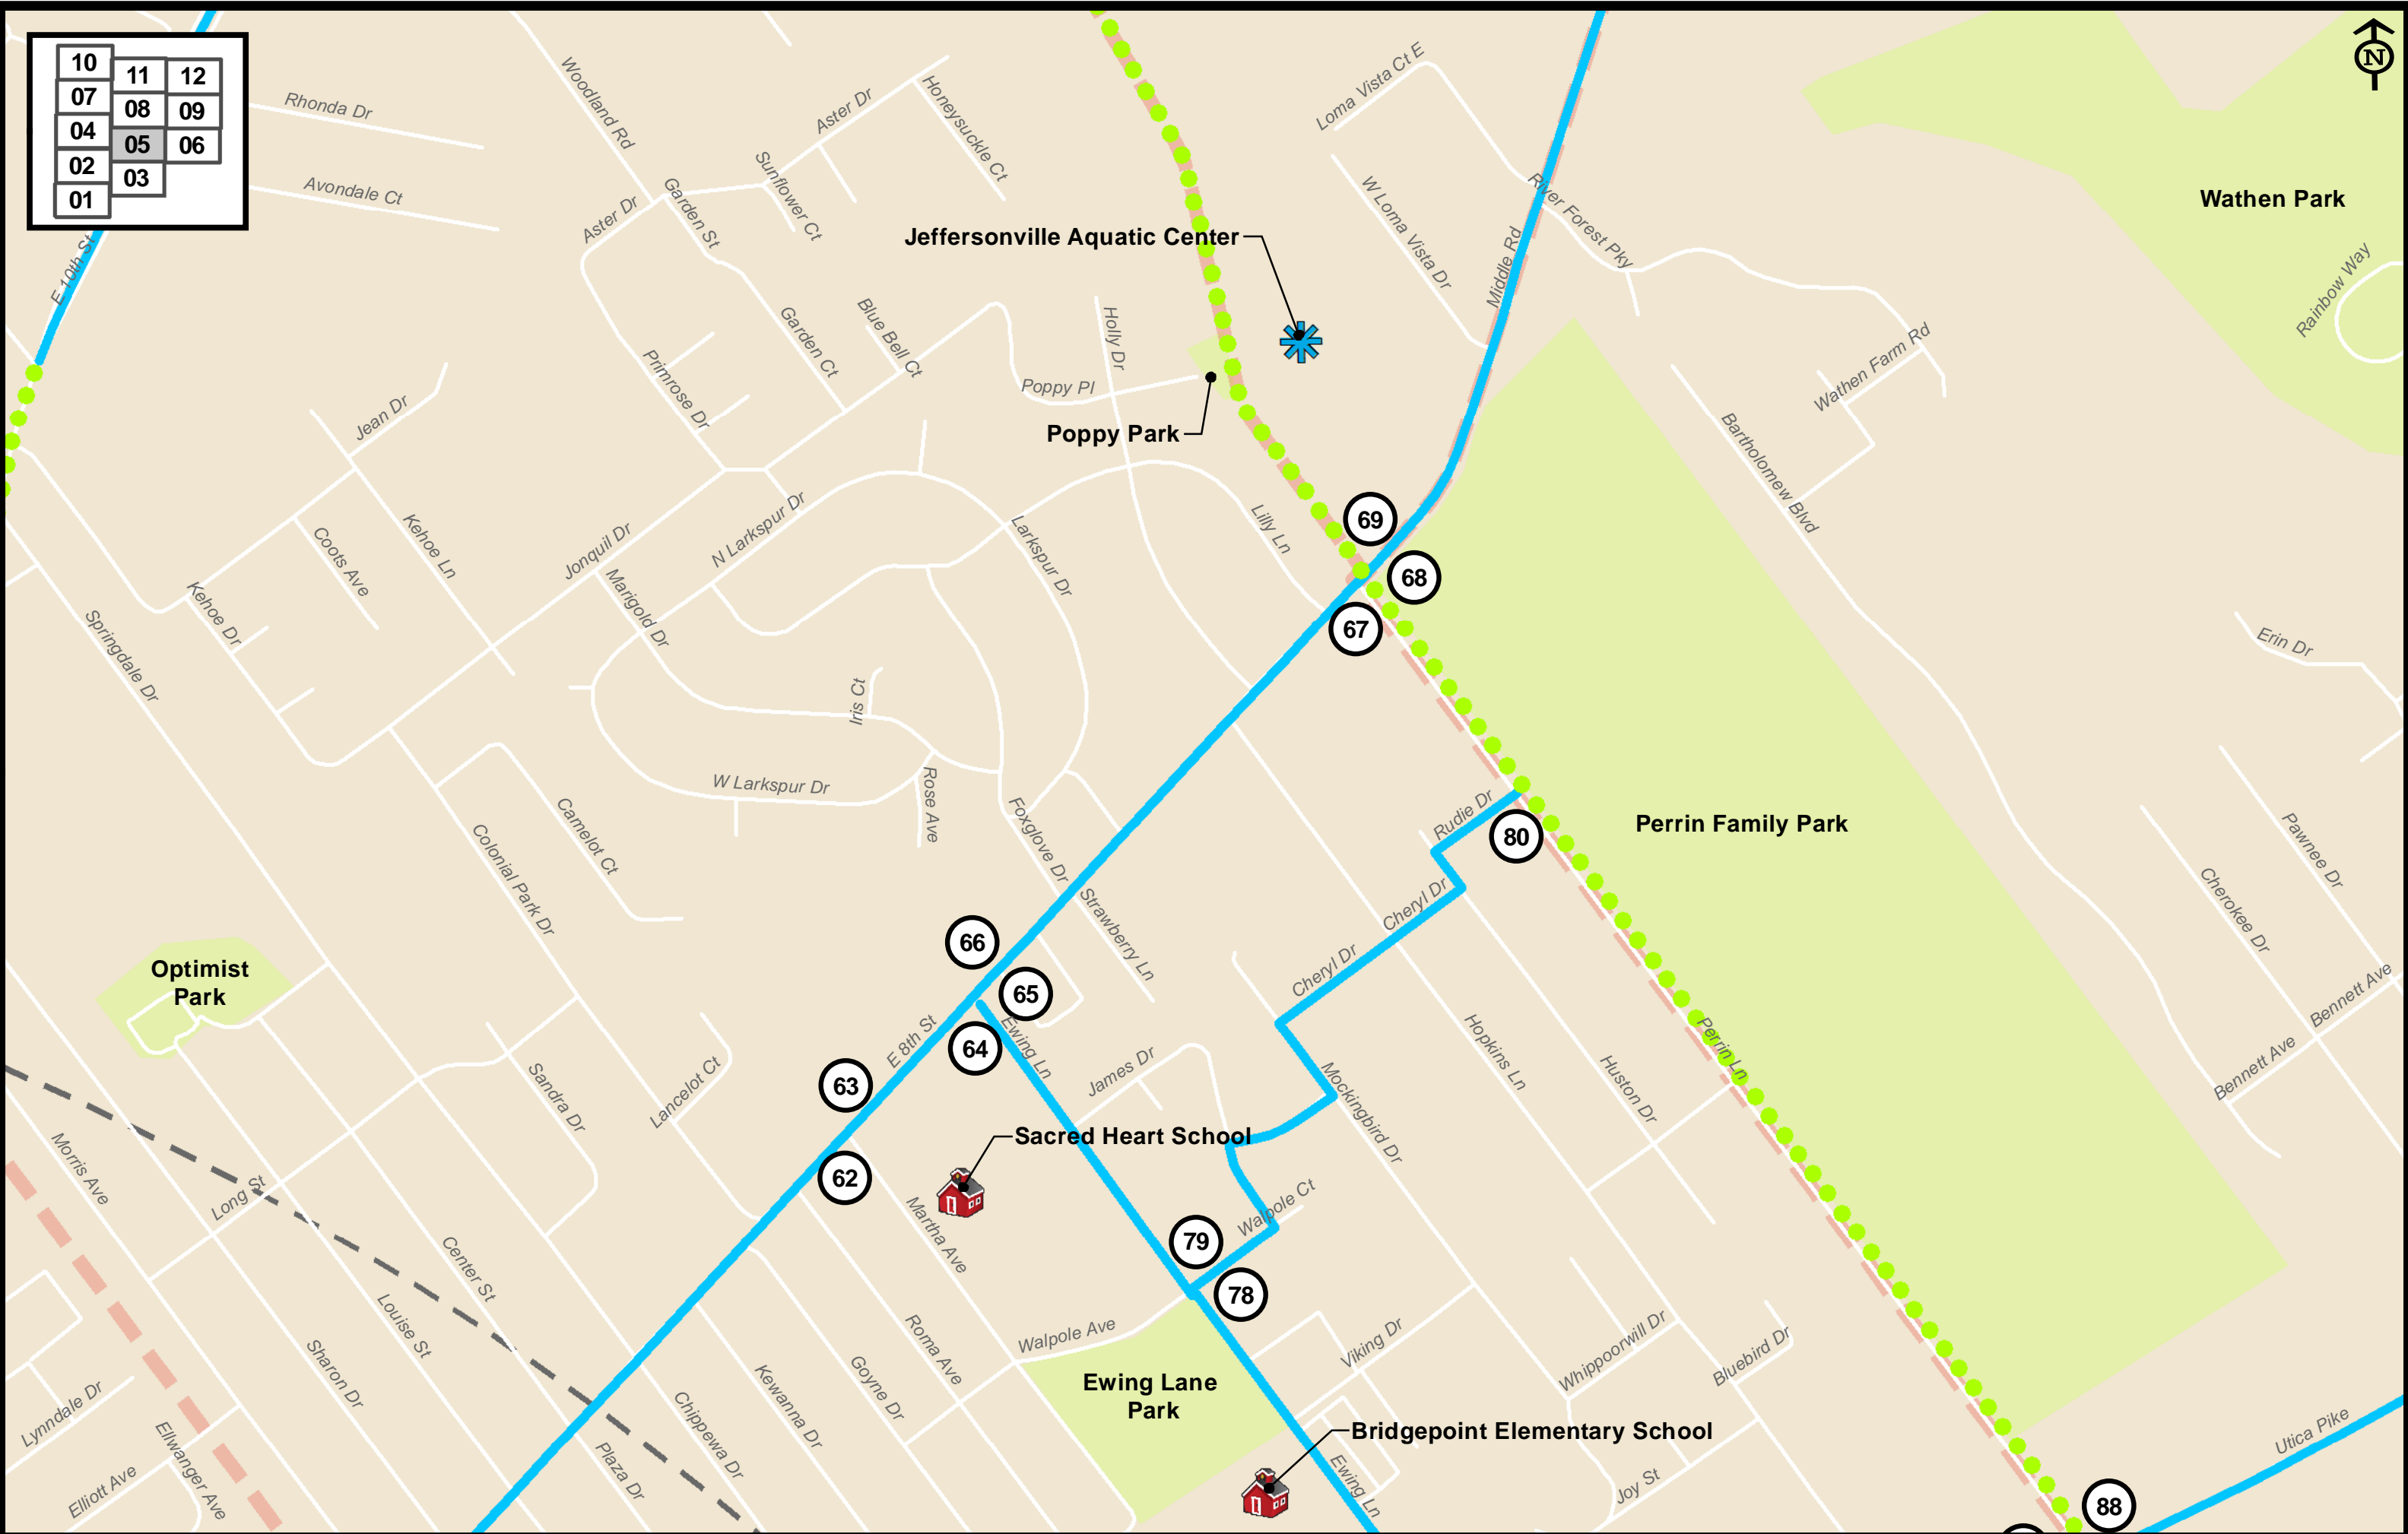 10
11
12
07
08
09
04
05
06
02
03
01
N
Rhonda Dr
Avondale Ct
E 10th St
Woodland Rd
Aster Dr
Honeysuckle Ct
Sunflower Ct
Garden St
Aster Dr
Loma Vista Ct E
W Loma Vista Dr
River Forest Pky
Middle Rd
Wathen Park
Rainbow Way
Jeffersonville Aquatic Center
Garden Ct
Blue Bell Ct
Holly Dr
Primrose Dr
Poppy Pl
Poppy Park
Wathen Farm Rd
Bartholomew Blvd
Jean Dr
Kehoe Ln
Coots Ave
Kehoe Dr
Springdale Dr
Jonquil Dr
N Larkspur Dr
Marigold Dr
Larkspur Dr
Lilly Ln
69
68
67
Erin Dr
Iris Ct
W Larkspur Dr
Rose Ave
Foxglove Dr
Camelot Ct
Colonial Park Dr
Strawberry Ln
Rudie Dr
80
Perrin Family Park
Pawnee Dr
Cherokee Dr
Bennett Ave
Bennett Ave
Cheryl Dr
Cheryl Dr
66
65
64
63
62
Optimist
Park
E 8th St
Ewing Ln
James Dr
Hopkins Ln
Huston Dr
Perrin Ln
Mockingbird Dr
Sandra Dr
Lancelot Ct
Sacred Heart School
Morris Ave
Long St
Center St
Louise St
Sharon Dr
Martha Ave
Walpole Ct
79
78
Walpole Ave
Roma Ave
Goyne Dr
Kewanna Dr
Chippewa Dr
Plaza Dr
Viking Dr
Whippoorwill Dr
Bluebird Dr
Ewing Lane
Park
Bridgepoint Elementary School
Ewing Ln
Joy St
Lynndale Dr
Elliott Ave
Ellwanger Ave
Utica Pike
88